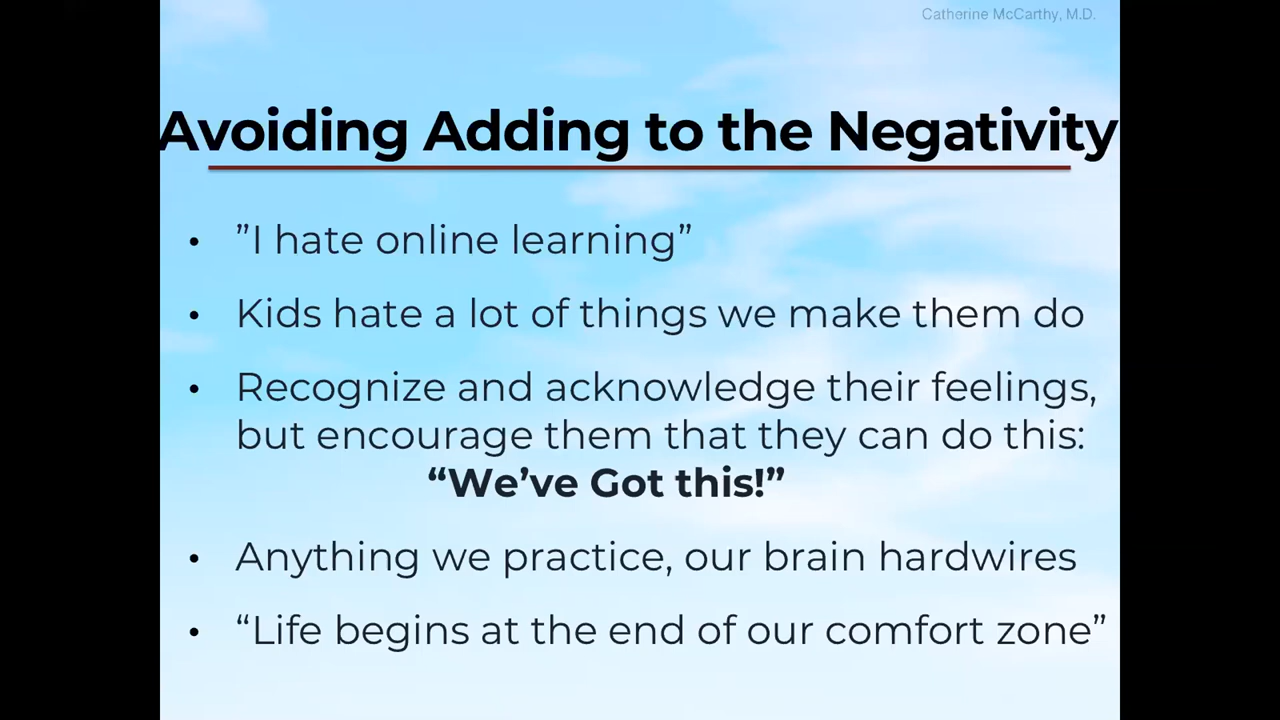 Catherine McCarthy, M.D.
Avoiding Adding to the Negativity
• ”I hate online learning”
• Kids hate a lot of things we make them do
• Recognize and acknowledge their feelings,
but encourage them that they can do this:
“We’ve Got this!”
• Anything we practice, our brain hardwires
• “Life begins at the end of our comfort zone”